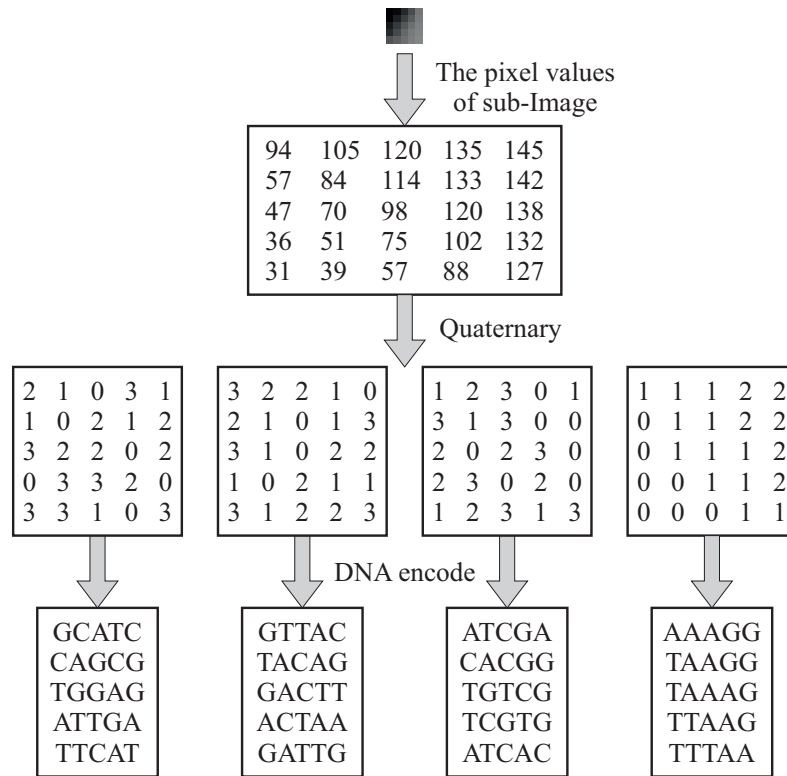 The pixel values
of sub-Image
94 105 120 135 145
57 84 114 133 142
47 70 98 120 138
36 51 75 102 132
31 39 57 88 127
Quaternary
2 1 0 3 1
1 0 2 1 2
3 2 2 0 2
0 3 3 2 0
3 3 1 0 3
3 2 2 1 0
2 1 0 1 3
3 1 0 2 2
1 0 2 1 1
3 1 2 2 3
1 2 3 0 1
3 1 3 0 0
2 0 2 3 0
2 3 0 2 0
1 2 3 1 3
1 1 1 2 2
0 1 1 2 2
0 1 1 1 2
0 0 1 1 2
0 0 0 1 1
DNA encode
GCATC
CAGCG
TGGAG
ATTGA
TTCAT
GTTAC
TACAG
GACTT
ACTAA
GATTG
ATCGA
CACGG
TGTCG
TCGTG
ATCAC
AAAGG
TAAGG
TAAAG
TTAAG
TTTAA